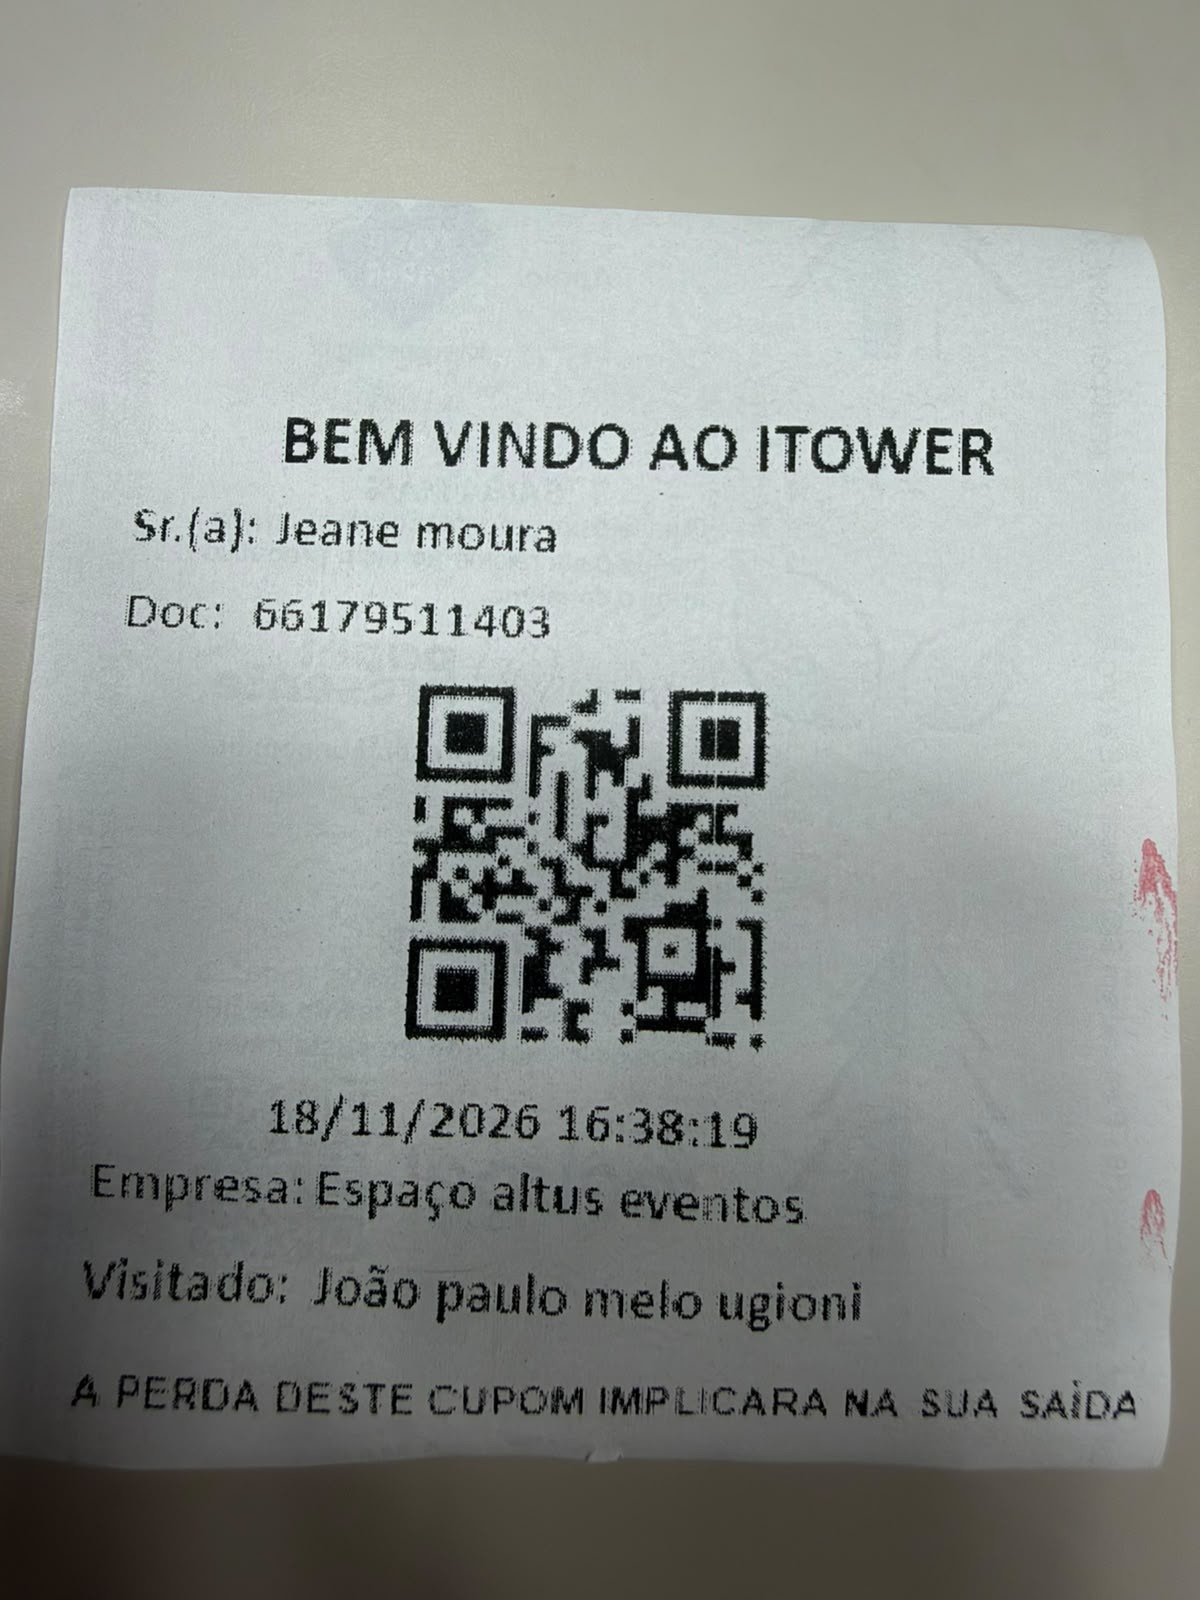 BEM VINDO AO ITOWER
Sr.(a): Jeane moura
Doc: 66179511403
18/11/2026 16:38:19
Empresa: Espaço altus eventos
Visitado: João paulo melo ugioni
A PERDA DESTE CUPOM IMPLICARA NA SUA SAÍDA